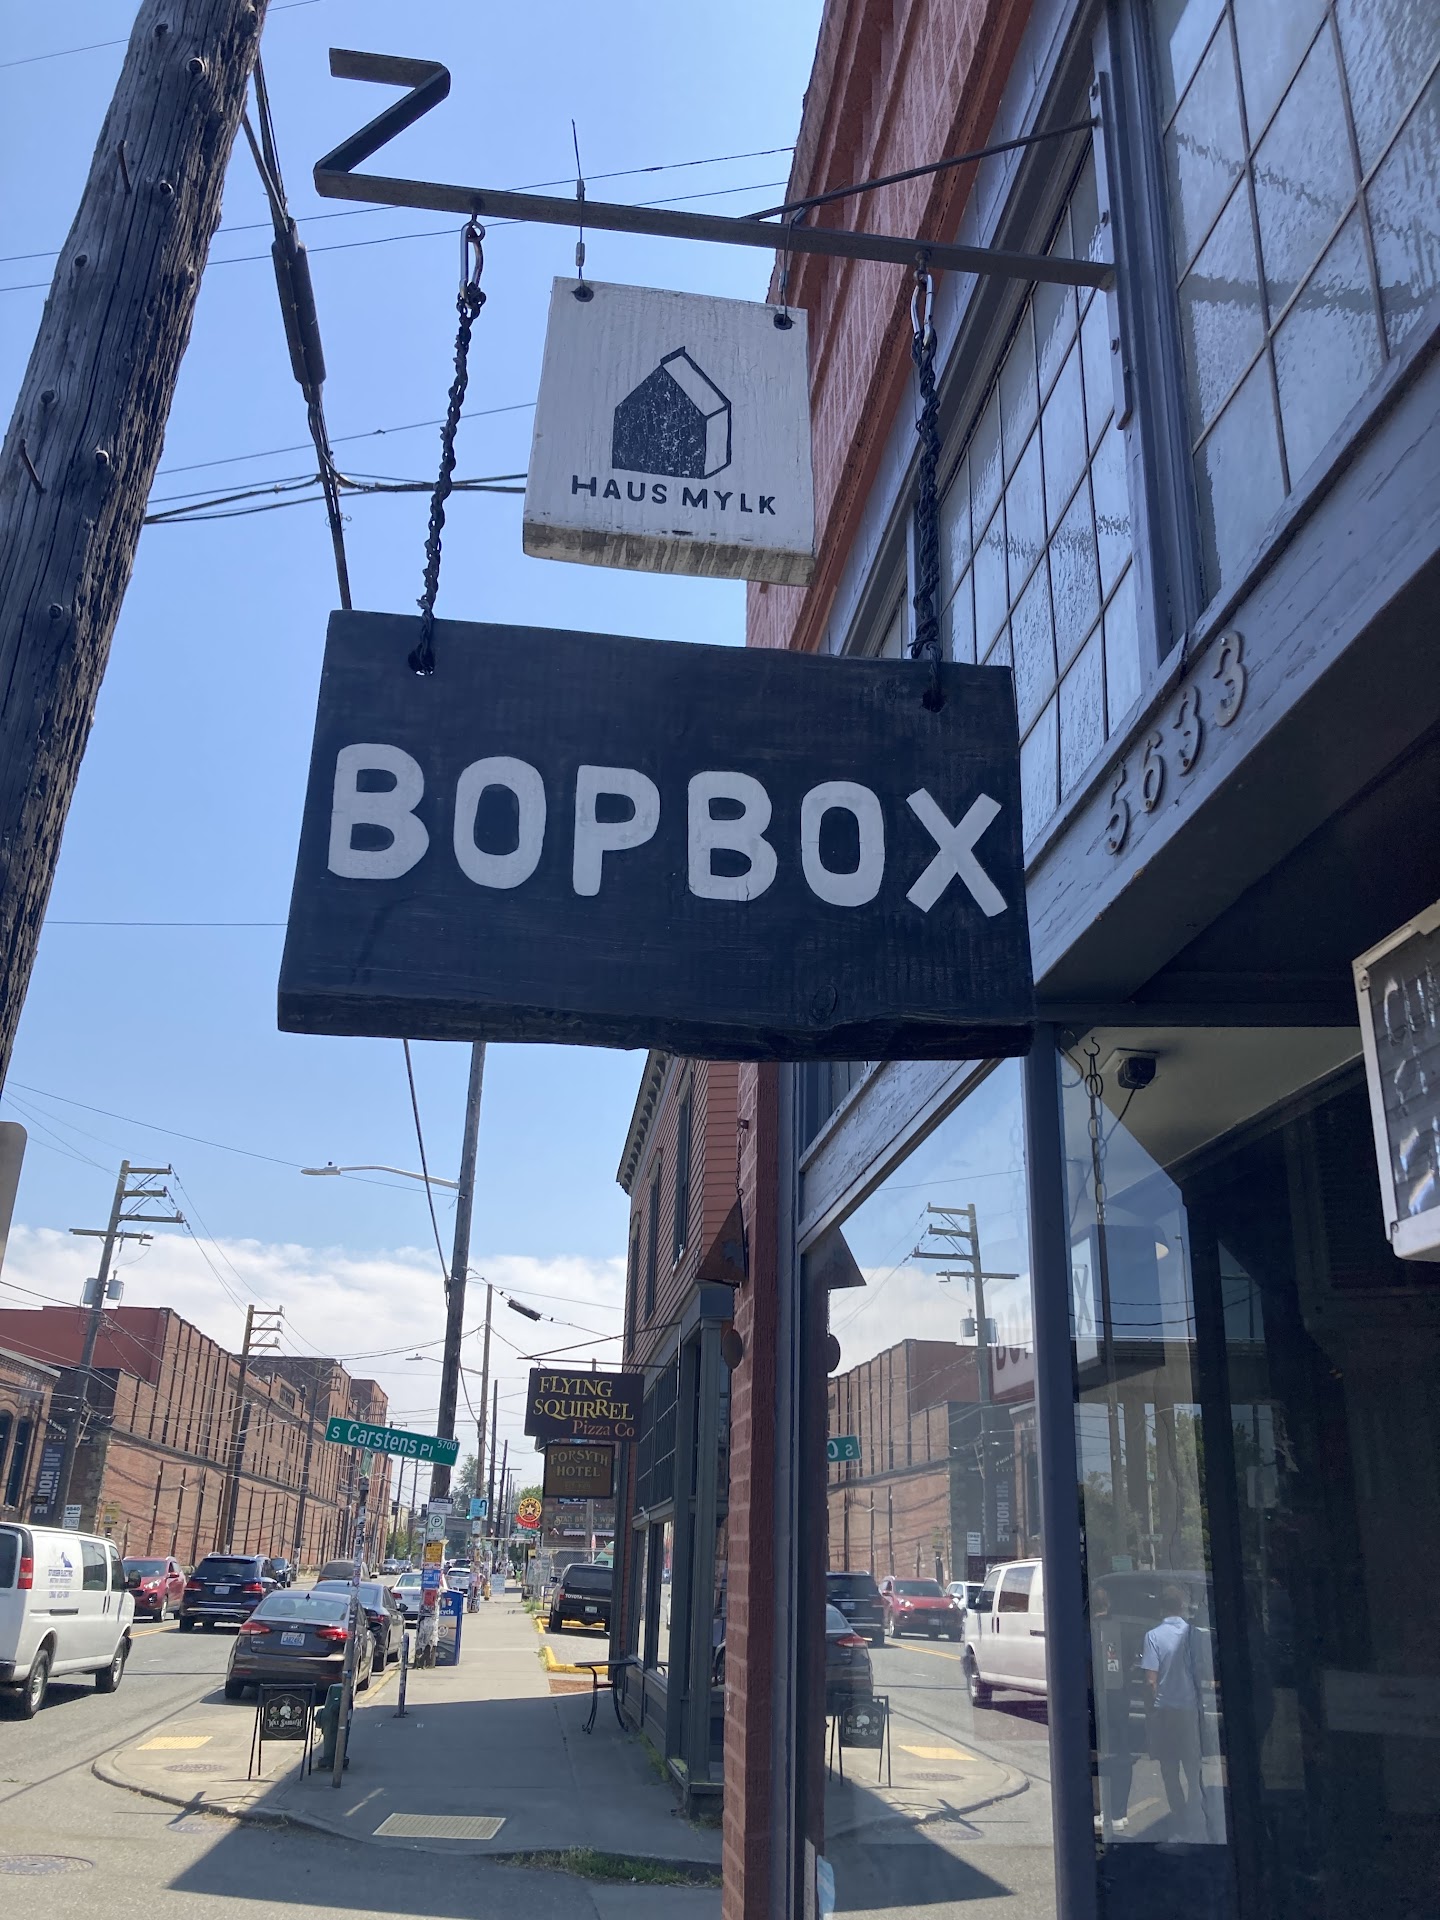 HAUS MYLK
BOPBOX
5633
FLYING
SQUIRREL
Pizza Co
FORSYTH
HOTEL
S Carstens Pl 5700